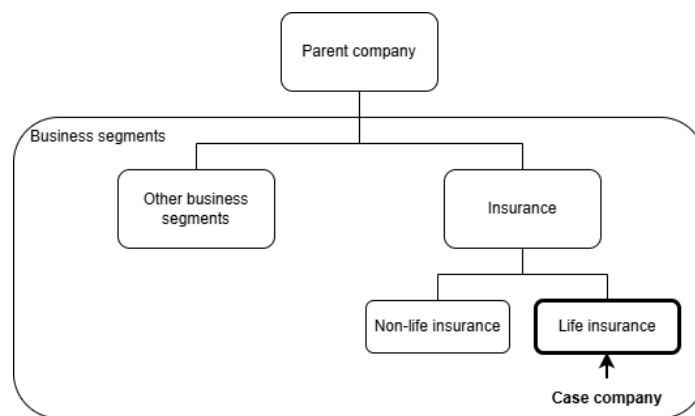 Parent company
Business segments
Other business
segments
Insurance
Non-life insurance
Life insurance
Case company